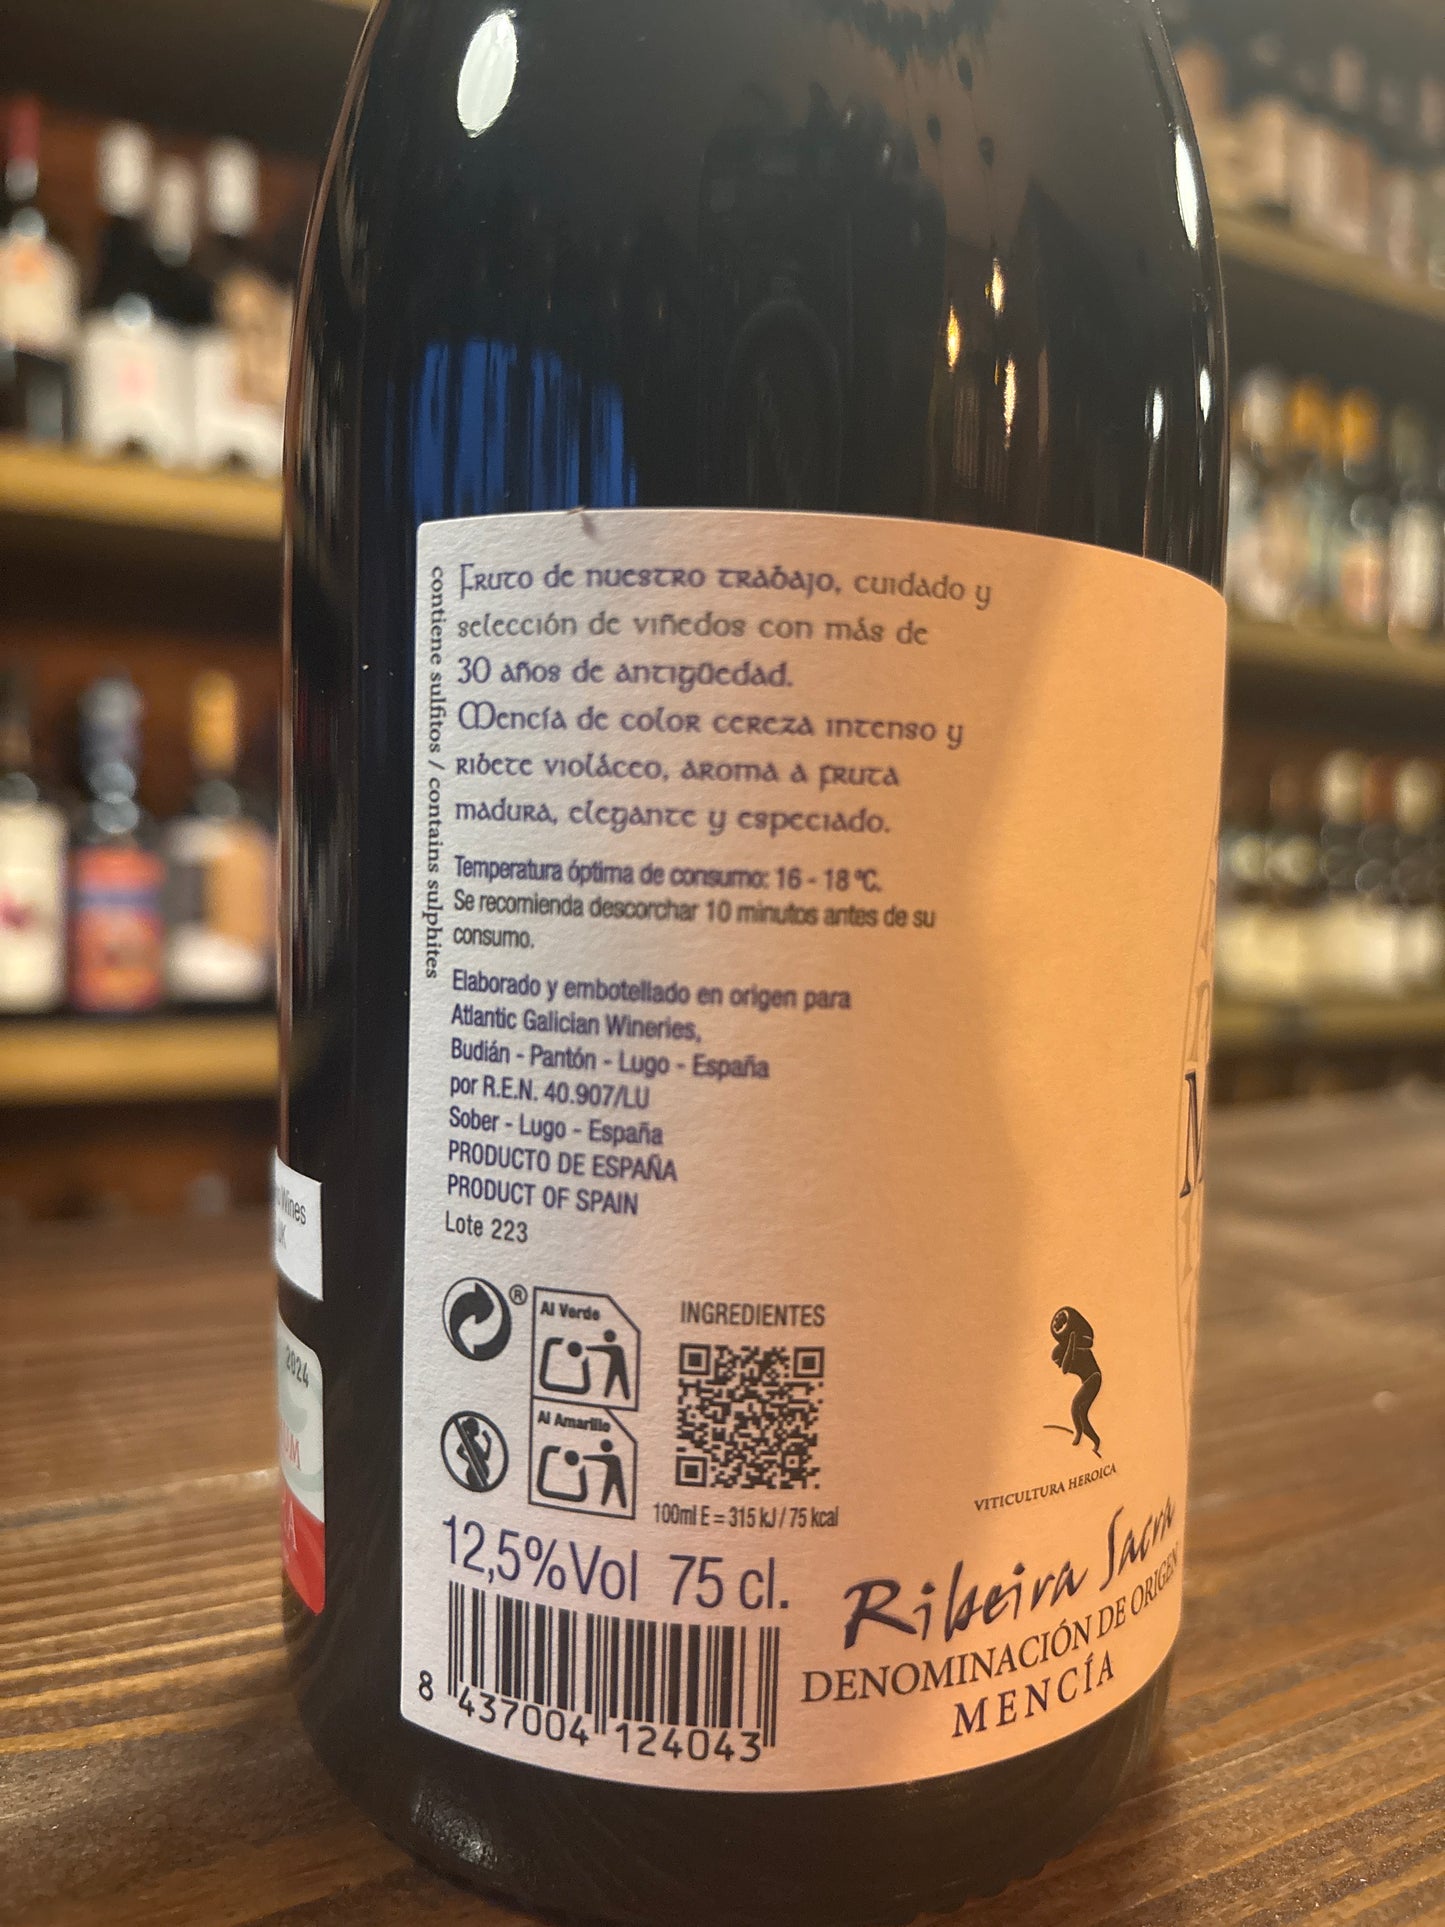 contiene sulfitos / contains sulphites
Fruto de nuestro trabajo, cuidado y
selección de viñedos con más de
30 años de antigüedad.
Mencía de color cereza intenso y
ribete violáceo, aroma a fruta
madura, elegante y especiado.
Temperatura óptima de consumo: 16 - 18 ºC.
Se recomienda descorchar 10 minutos antes de su
consumo.
Elaborado y embotellado en origen para
Atlantic Galician Wineries,
Budián - Pantón - Lugo - España
por R.E.N. 40.907/LU
Sober - Lugo - España
PRODUCTO DE ESPAÑA
PRODUCT OF SPAIN
Lote 223
Wines
2024
®
Al Verde
Al Amarillo
INGREDIENTES
100ml E = 315 kJ / 75 kcal
12,5%Vol 75 cl.
8 437004 124043
VITICULTURA HEROICA
Ribeira Sacra
DENOMINACIÓN DE ORIGEN
MENCÍA
M